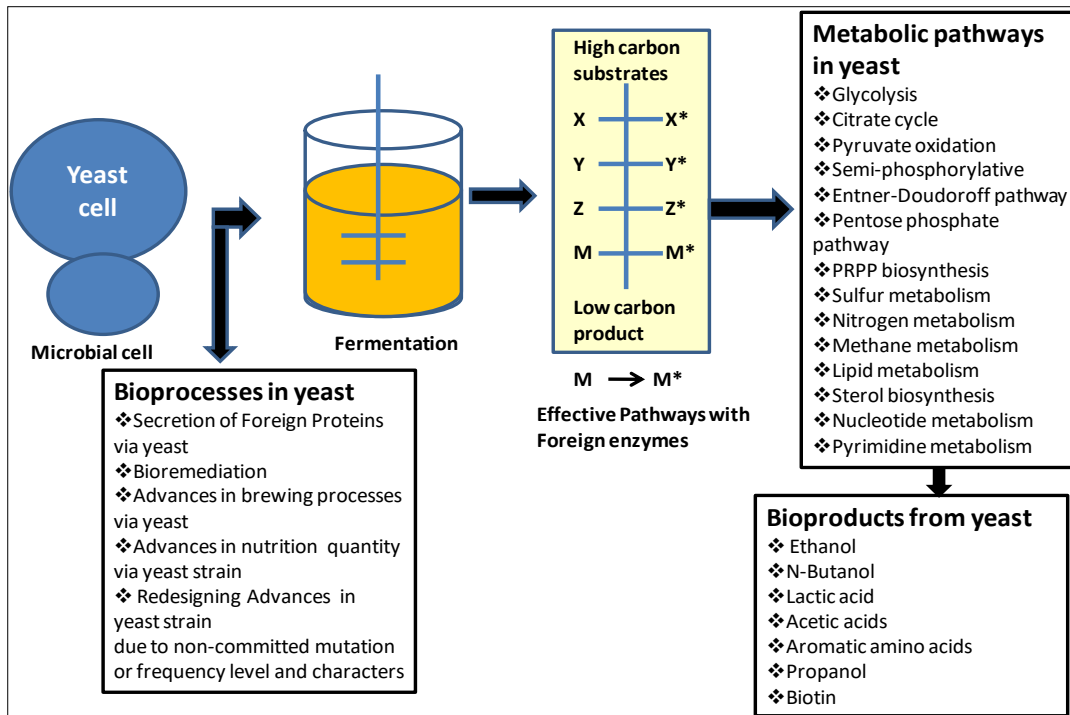 Yeast
cell
Microbial cell
Bioprocesses in yeast
❖Secretion of Foreign Proteins
via yeast
❖Bioremediation
❖Advances in brewing processes
via yeast
❖Advances in nutrition quantity
via yeast strain
❖ Redesigning Advances in
yeast strain
due to non-committed mutation
or frequency level and characters
Fermentation
High carbon
substrates
X X*
Y Y*
Z Z*
M M*
Low carbon
product
M → M*
Effective Pathways with
Foreign enzymes
Metabolic pathways
in yeast
❖Glycolysis
❖Citrate cycle
❖Pyruvate oxidation
❖Semi-phosphorylative
❖Entner-Doudoroff pathway
❖Pentose phosphate
pathway
❖PRPP biosynthesis
❖Sulfur metabolism
❖Nitrogen metabolism
❖Methane metabolism
❖Lipid metabolism
❖Sterol biosynthesis
❖Nucleotide metabolism
❖Pyrimidine metabolism
Bioproducts from yeast
❖ Ethanol
❖N-Butanol
❖Lactic acid
❖Acetic acids
❖Aromatic amino acids
❖Propanol
❖Biotin